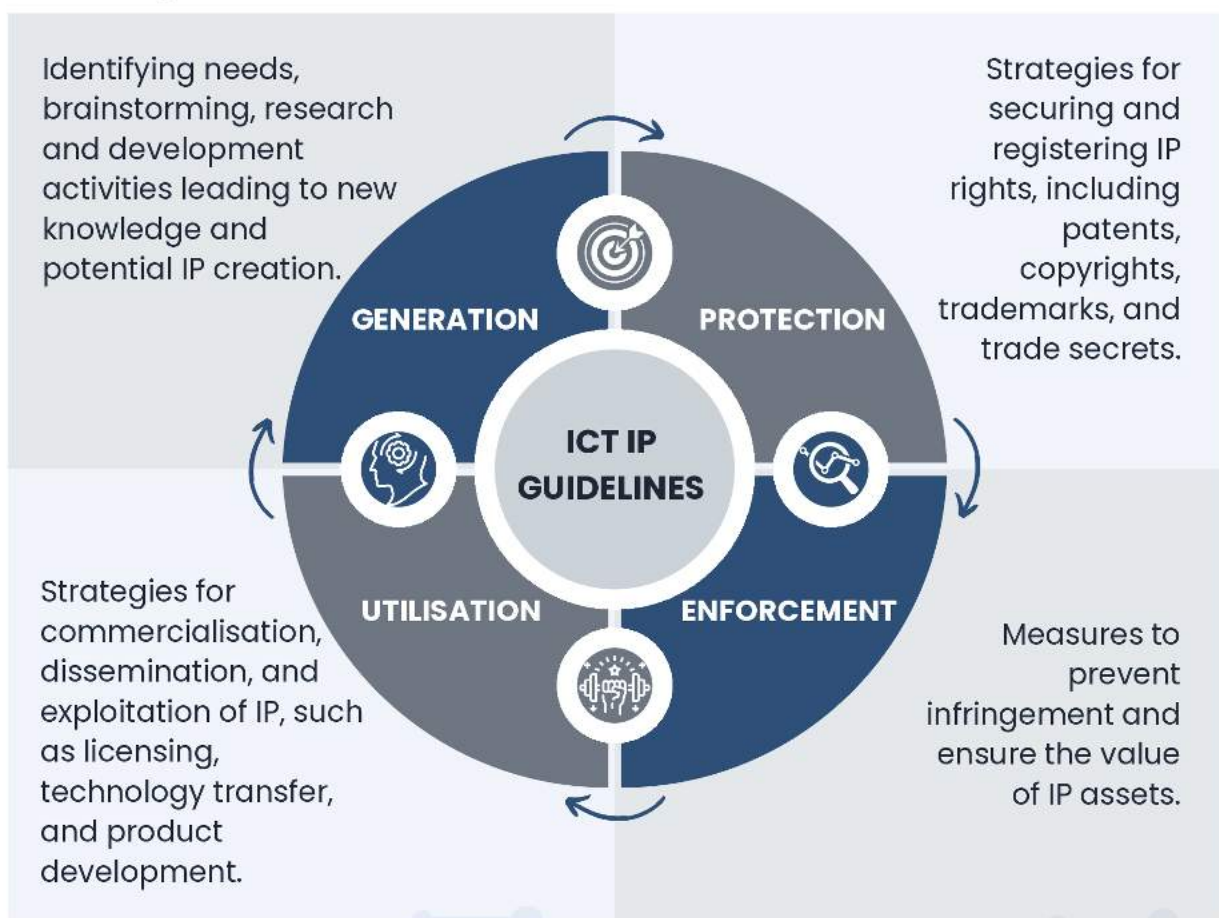 Identifying needs,
brainstorming, research
and development
activities leading to new
knowledge and
potential IP creation.
Strategies for
securing and
registering IP
rights, including
patents,
copyrights,
trademarks, and
trade secrets.
GENERATION
PROTECTION
ICT IP
GUIDELINES
UTILISATION
ENFORCEMENT
Strategies for
commercialisation,
dissemination, and
exploitation of IP, such
as licensing,
technology transfer,
and product
development.
Measures to
prevent
infringement and
ensure the value
of IP assets.